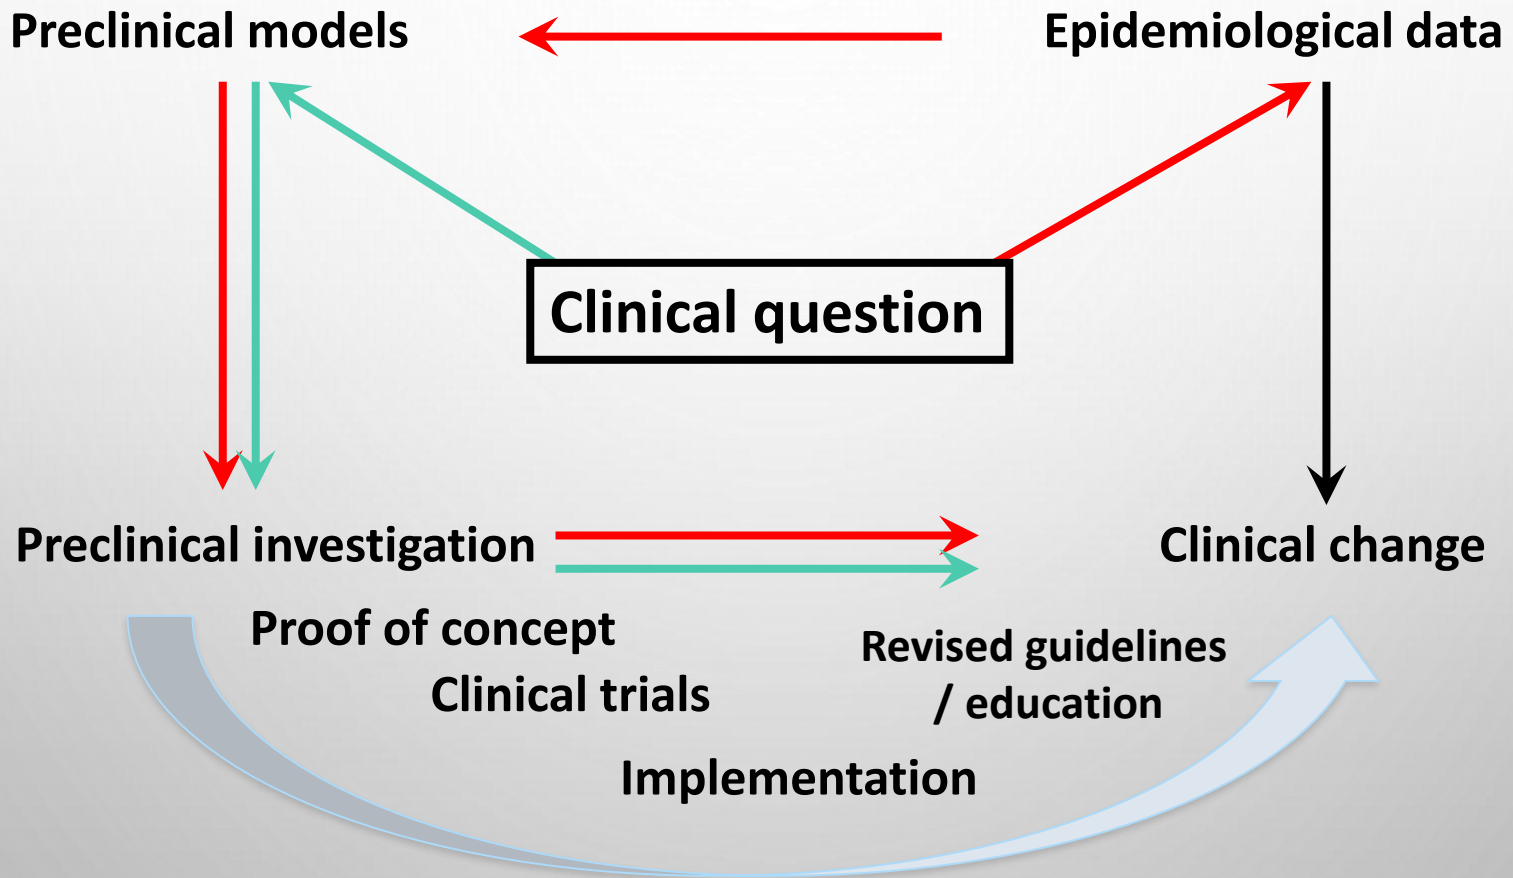 Preclinical models
Epidemiological data
Clinical question
Preclinical investigation
Clinical change
Proof of concept
Clinical trials
Revised guidelines
/ education
Implementation